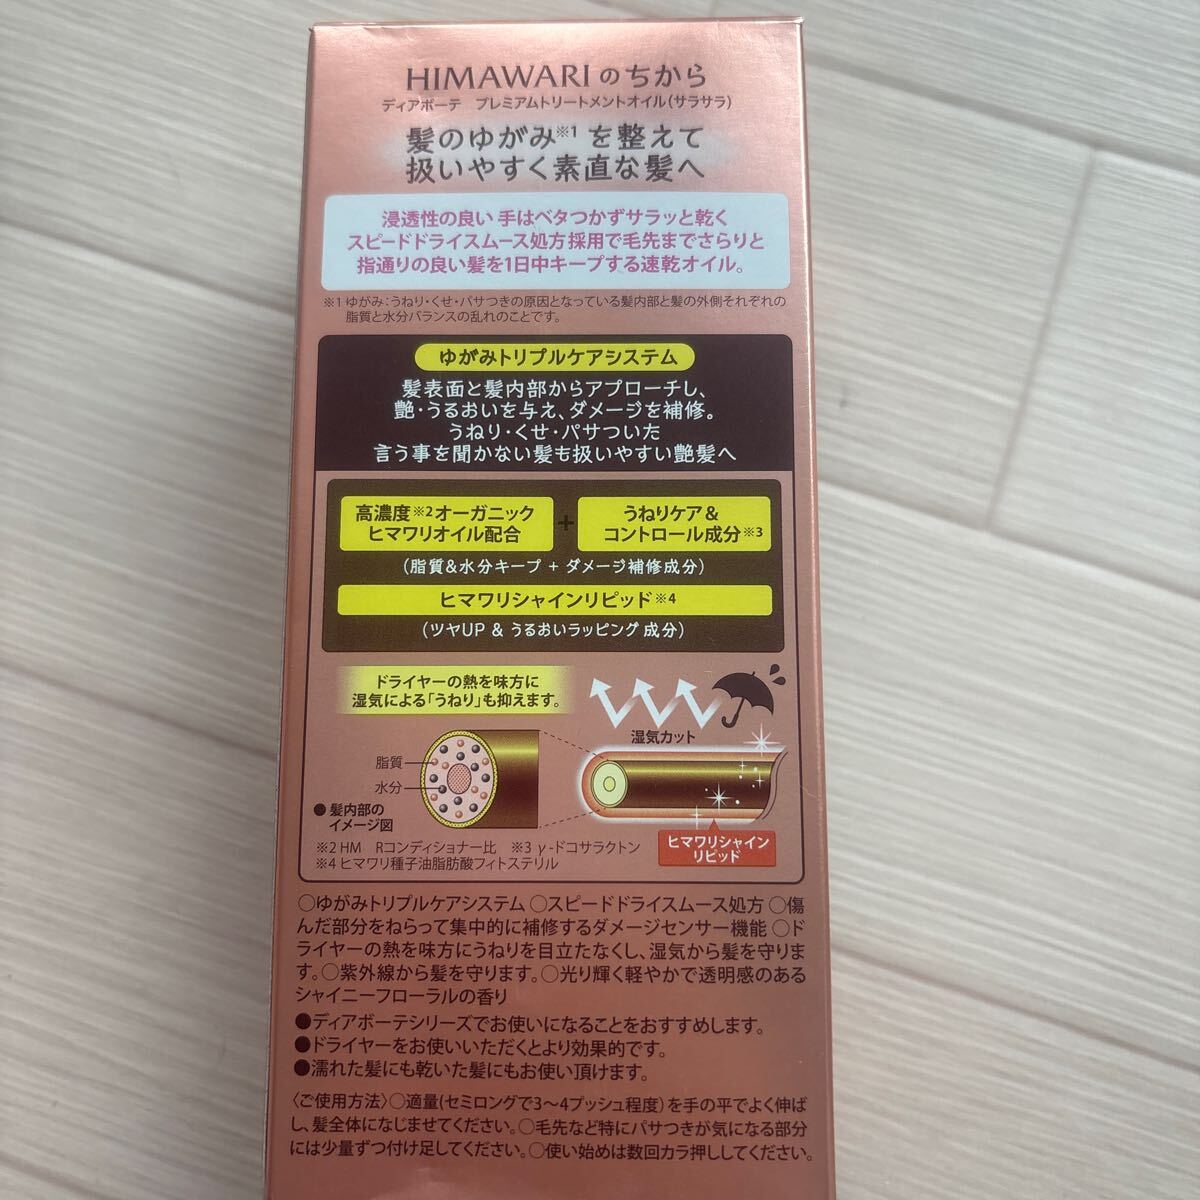 HIMAWARIのちから
ディアボーテ プレミアムトリートメントオイル(サラサラ)
髪のゆがみ※1を整えて
扱いやすく素直な髪へ
浸透性の良い 手はベタつかずサラッと乾く
スピードドライスムース処方採用で毛先までさらりと
指通りの良い髪を1日中キープする速乾オイル。
※1 ゆがみ:うねり・くせ・パサつきの原因となっている髪内部と髪の外側それぞれの
脂質と水分バランスの乱れのことです。
ゆがみトリプルケアシステム
髪表面と髪内部からアプローチし、
艶・うるおいを与え、ダメージを補修。
うねり・くせ・パサついた
言う事を聞かない髪も扱いやすい艶髪へ
高濃度※2オーガニック
ヒマワリオイル配合
+
うねりケア&
コントロール成分※3
(脂質&水分キープ + ダメージ補修成分)
ヒマワリシャインリピッド※4
(ツヤUP & うるおいラッピング成分)
ドライヤーの熱を味方に
湿気による「うねり」も抑えます。
湿気カット
脂質
水分
●髪内部の
イメージ図
ヒマワリシャイン
リピッド
※2 HM Rコンディショナー比 ※3 γ-ドコサラクトン
※4 ヒマワリ種子油脂肪酸フィトステリル
○ゆがみトリプルケアシステム ○スピードドライスムース処方 ○傷
んだ部分をねらって集中的に補修するダメージセンサー機能 ○ド
ライヤーの熱を味方にうねりを目立たなくし、湿気から髪を守りま
す。○紫外線から髪を守ります。○光り輝く軽やかで透明感のある
シャイニーフローラルの香り
●ディアボーテシリーズでお使いになることをおすすめします。
●ドライヤーをお使いいただくとより効果的です。
●濡れた髪にも乾いた髪にもお使い頂けます。
〈ご使用方法〉○適量(セミロングで3〜4プッシュ程度)を手の平でよく伸ば
し、髪全体になじませてください。○毛先など特にパサつきが気になる部分
には少量ずつ付け足してください。○使い始めは数回カラ押ししてください。